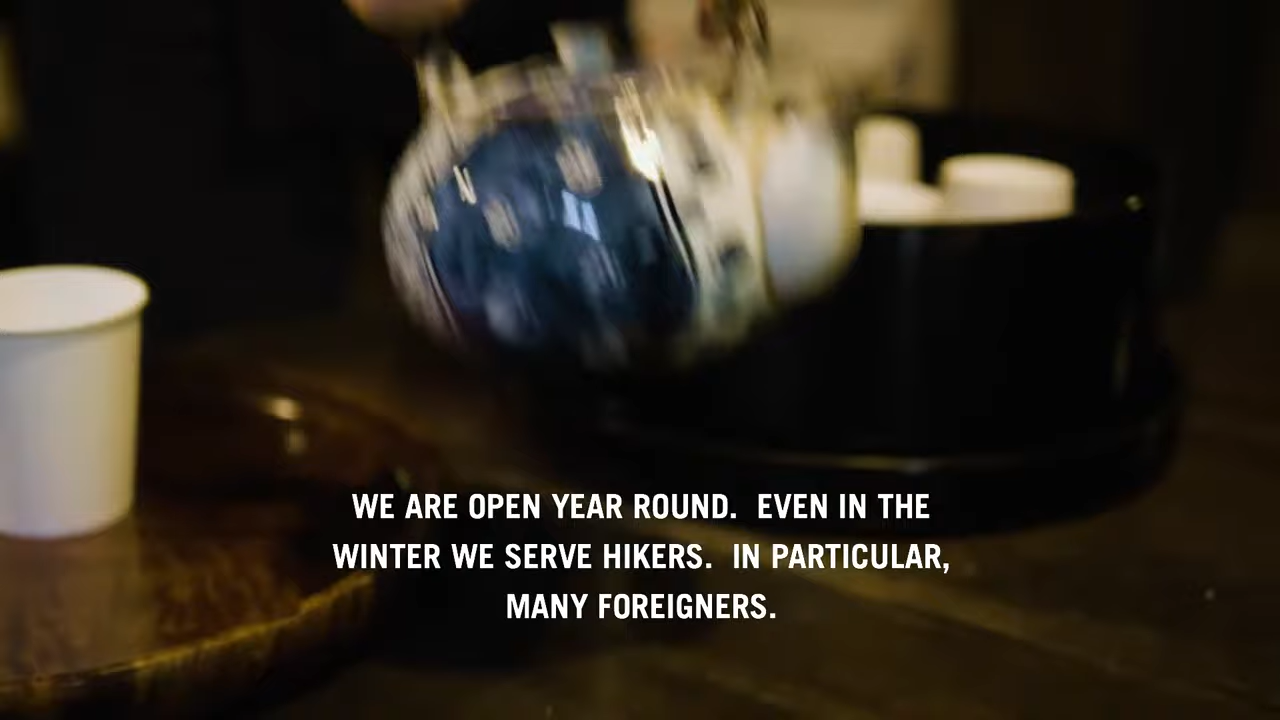 WE ARE OPEN YEAR ROUND.  EVEN IN THE
WINTER WE SERVE HIKERS.  IN PARTICULAR,
MANY FOREIGNERS.